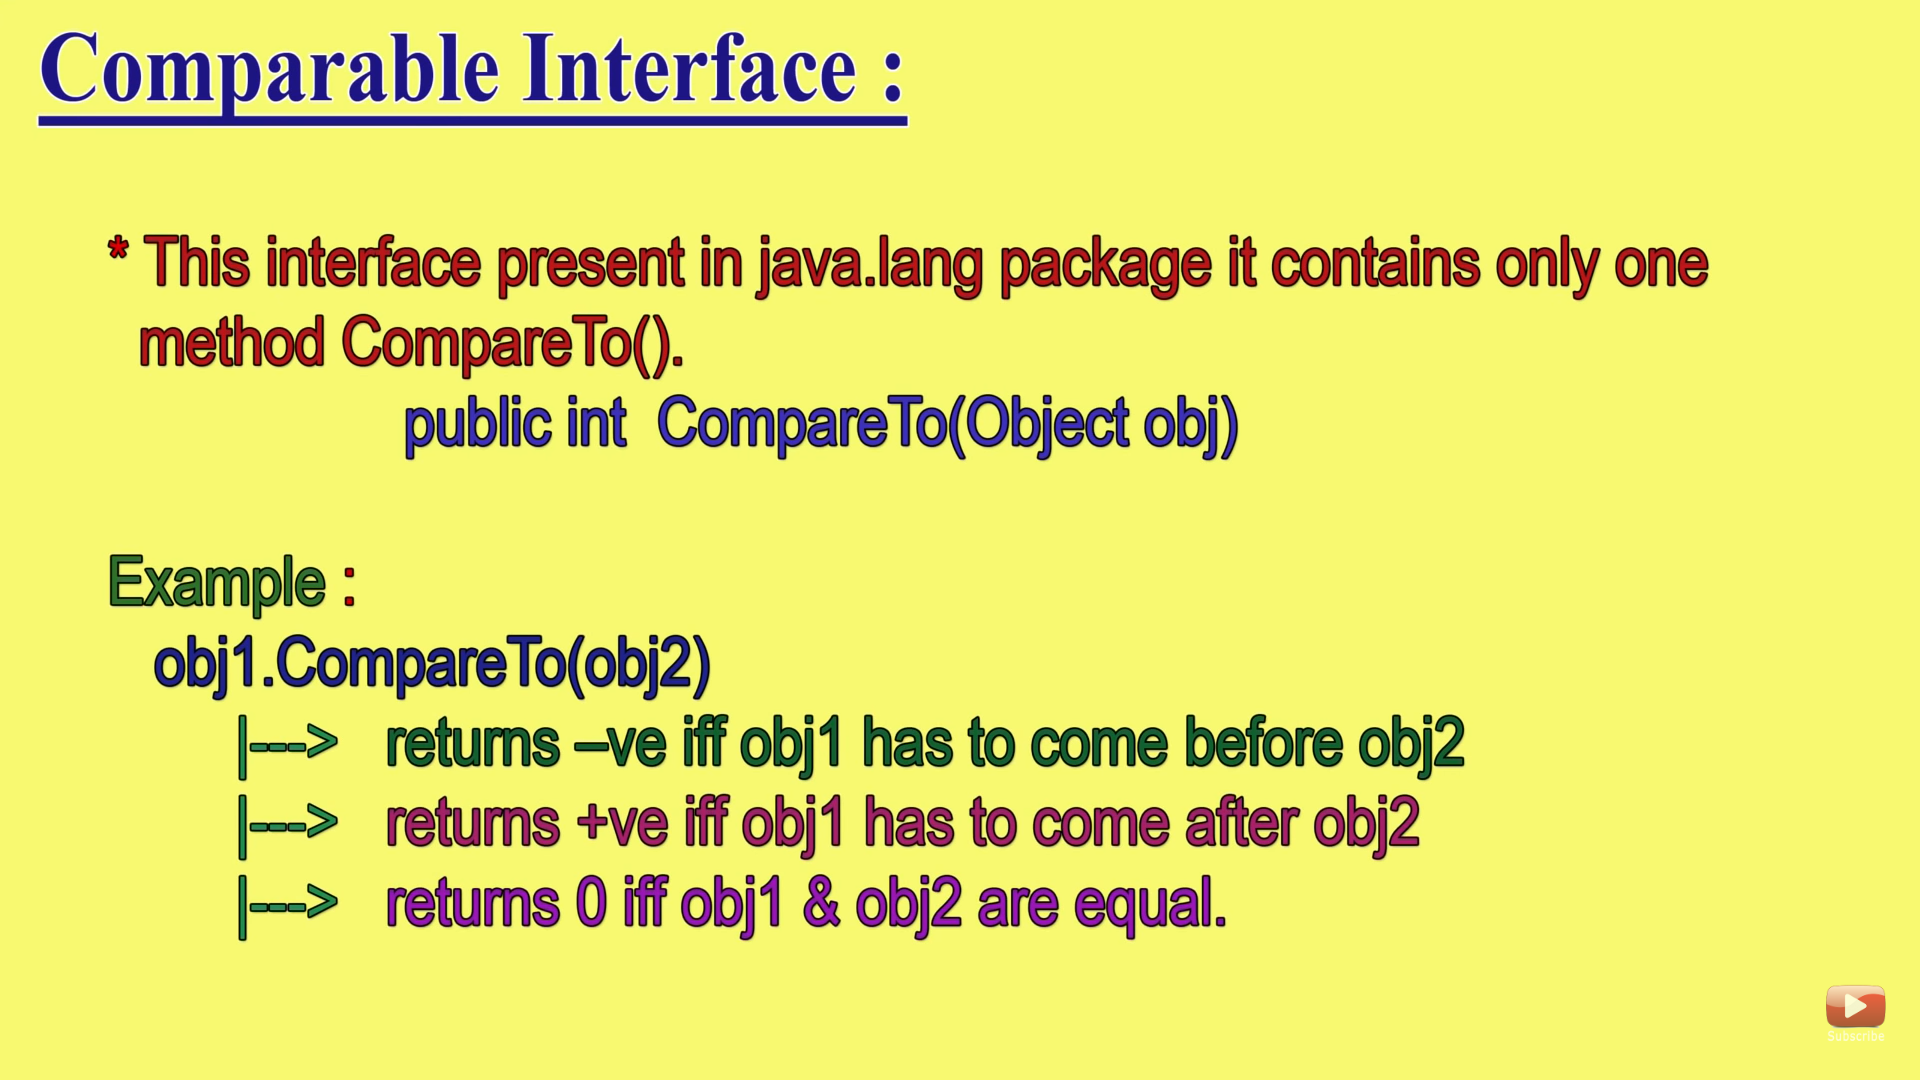 Comparable Interface :
* This interface present in java.lang package it contains only one
method CompareTo().
public int CompareTo(Object obj)
Example :
obj1.CompareTo(obj2)
|---> returns –ve iff obj1 has to come before obj2
|---> returns +ve iff obj1 has to come after obj2
|---> returns 0 iff obj1 & obj2 are equal.
Subscribe